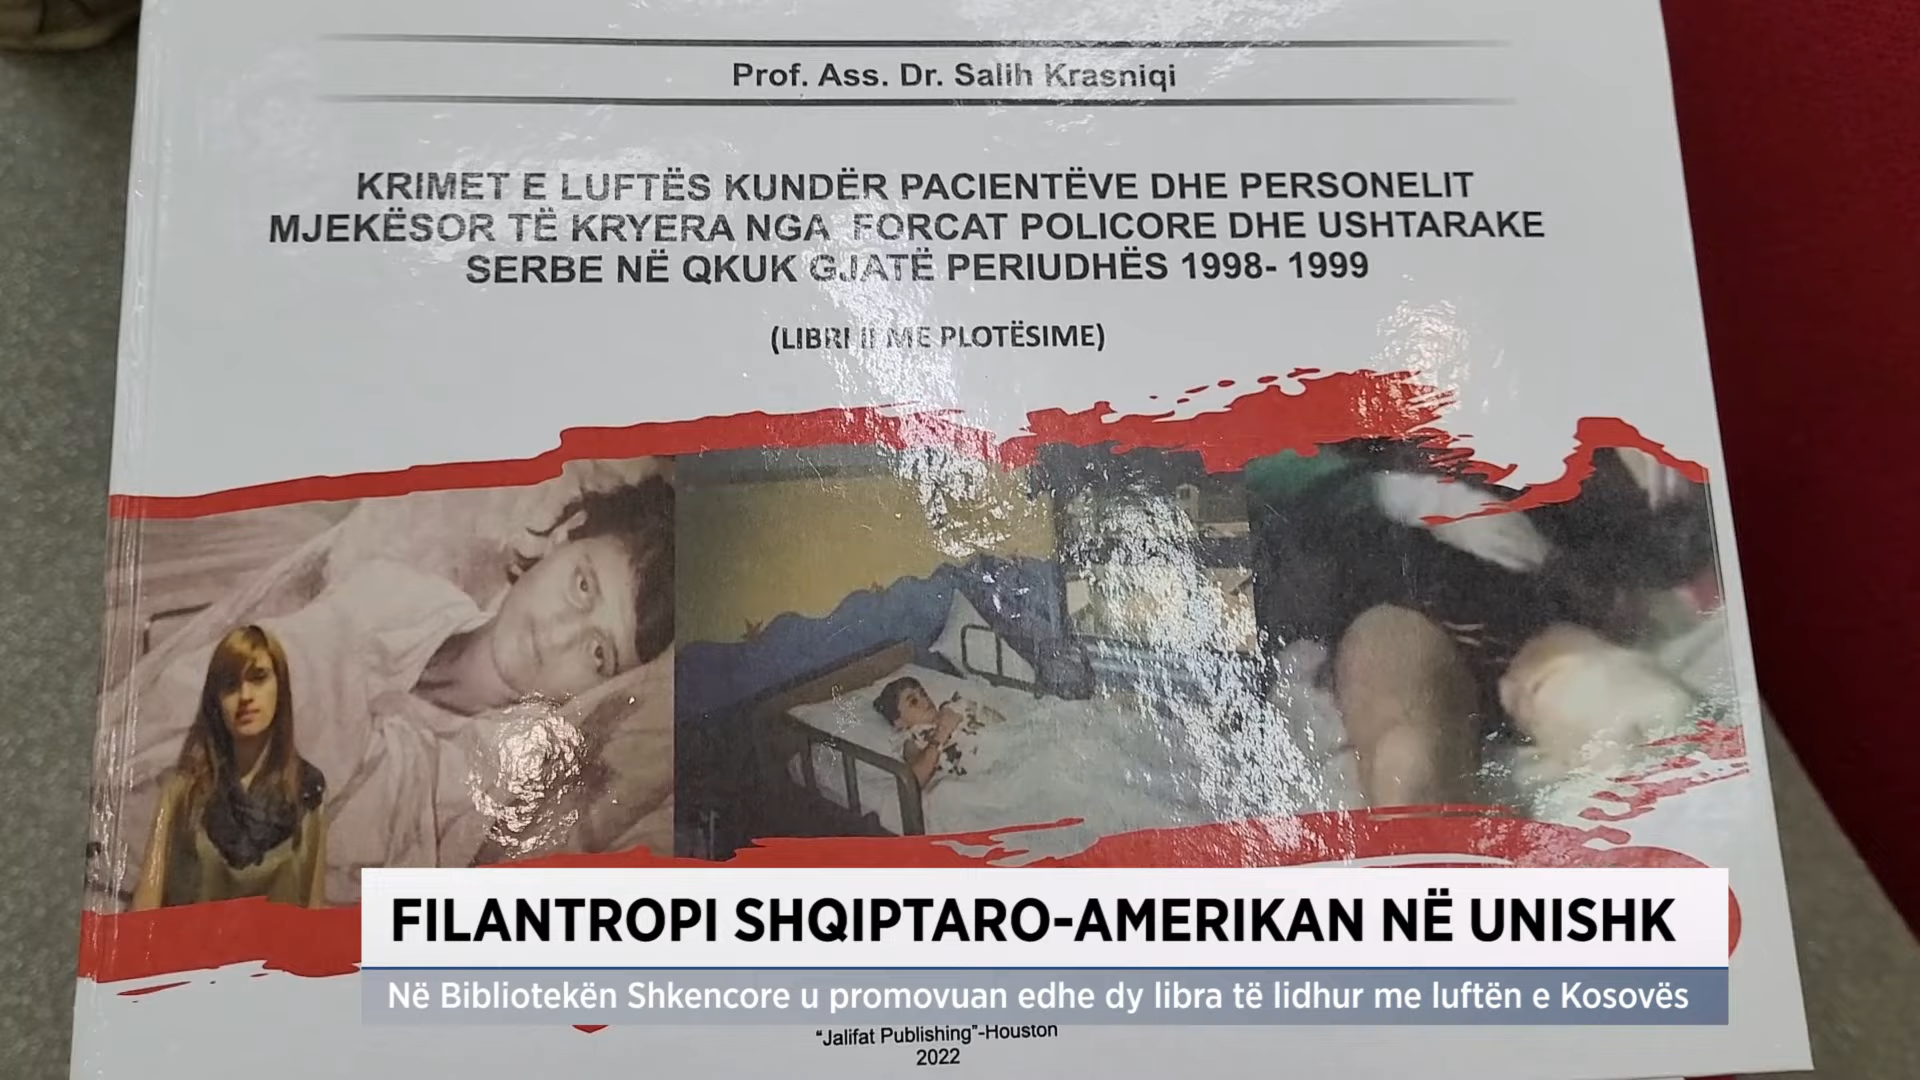 Prof. Ass. Dr. Salih Krasniqi
KRIMET E LUFTËS KUNDËR PACIENTËVE DHE PERSONELIT
MJEKËSOR TË KRYERA NGA FORCAT POLICORE DHE USHTARAKE
SERBE NË QKUK GJATË PERIUDHËS 1998- 1999
(LIBRI II ME PLOTËSIME)
FILANTROPI SHQIPTARO-AMERIKAN NË UNISHK
Në Bibliotekën Shkencore u promovuan edhe dy libra të lidhur me luftën e Kosovës
“Jalifat Publishing”-Houston
2022